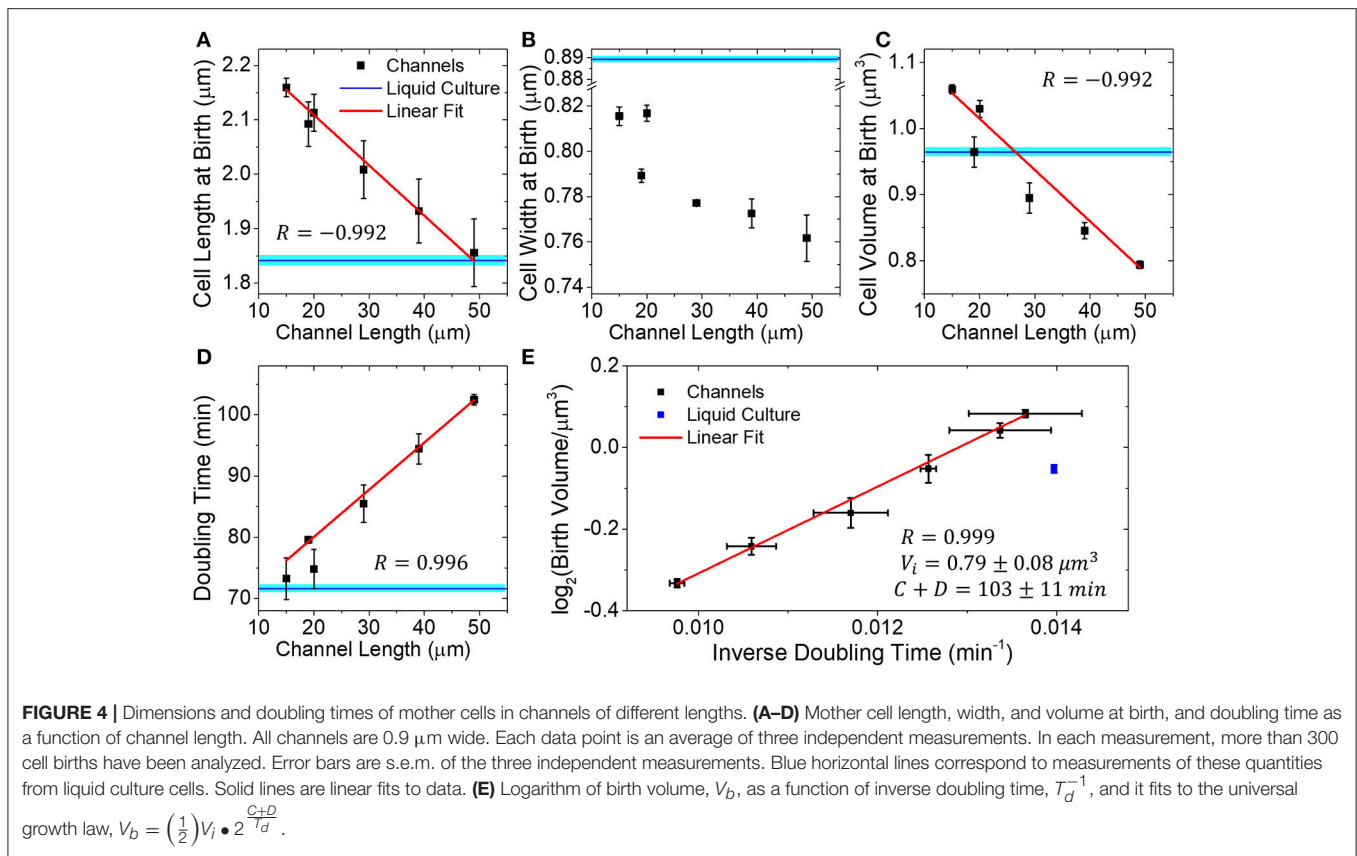 A
Cell Length at Birth (μm)
2.2
2.1
2.0
1.9
1.8
Channels
Liquid Culture
Linear Fit
R = −0.992
10 20 30 40 50
Channel Length (μm)
B
Cell Width at Birth (μm)
0.89
0.88
0.82
0.80
0.78
0.76
0.74
10 20 30 40 50
Channel Length (μm)
C
Cell Volume at Birth (μm³)
1.1
1.0
0.9
0.8
R = −0.992
10 20 30 40 50
Channel Length (μm)
D
Doubling Time (min)
100
90
80
70
R = 0.996
10 20 30 40 50
Channel Length (μm)
E
log₂(Birth Volume/μm³)
0.2
0.0
-0.2
-0.4
Channels
Liquid Culture
Linear Fit
R = 0.999
V_i = 0.79 ± 0.08 μm³
C + D = 103 ± 11 min
0.010 0.012 0.014
Inverse Doubling Time (min⁻¹)
FIGURE 4 | Dimensions and doubling times of mother cells in channels of different lengths. (A–D) Mother cell length, width, and volume at birth, and doubling time as
a function of channel length. All channels are 0.9 μm wide. Each data point is an average of three independent measurements. In each measurement, more than 300
cell births have been analyzed. Error bars are s.e.m. of the three independent measurements. Blue horizontal lines correspond to measurements of these quantities
from liquid culture cells. Solid lines are linear fits to data. (E) Logarithm of birth volume, V_b, as a function of inverse doubling time, T_d⁻¹, and it fits to the universal
growth law, V_b = (1/2)V_i • 2^((C+D)/T_d).